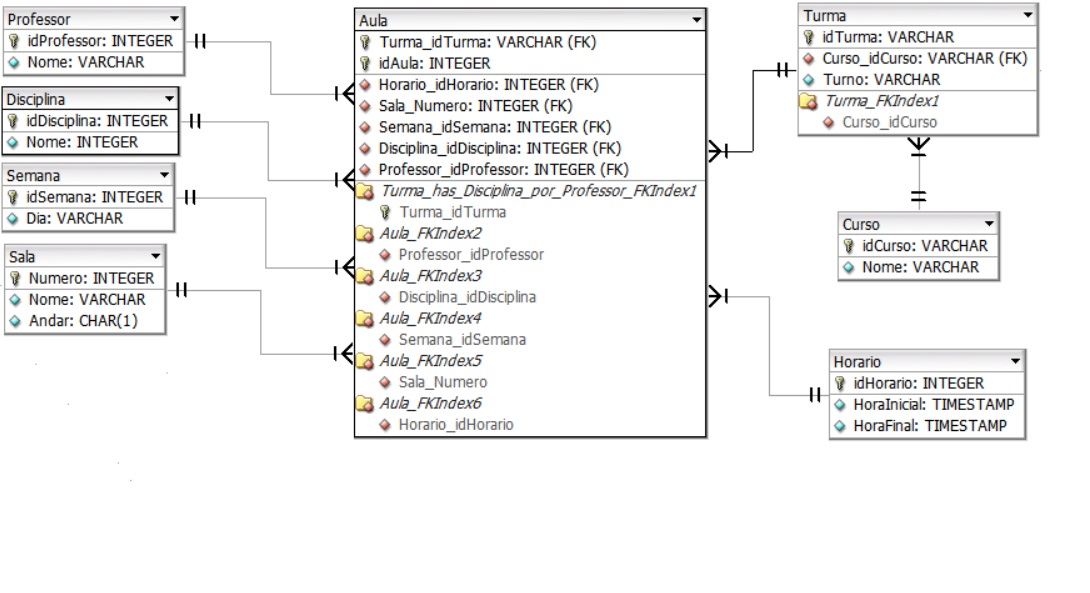 Professor
idProfessor: INTEGER
Nome: VARCHAR
Disciplina
idDisciplina: INTEGER
Nome: INTEGER
Semana
idSemana: INTEGER
Dia: VARCHAR
Sala
Numero: INTEGER
Nome: VARCHAR
Andar: CHAR(1)
Aula
Turma_idTurma: VARCHAR (FK)
idAula: INTEGER
Horario_idHorario: INTEGER (FK)
Sala_Numero: INTEGER (FK)
Semana_idSemana: INTEGER (FK)
Disciplina_idDisciplina: INTEGER (FK)
Professor_idProfessor: INTEGER (FK)
Turma_has_Disciplina_por_Professor_FKIndex1
Turma_idTurma
Aula_FKIndex2
Professor_idProfessor
Aula_FKIndex3
Disciplina_idDisciplina
Aula_FKIndex4
Semana_idSemana
Aula_FKIndex5
Sala_Numero
Aula_FKIndex6
Horario_idHorario
Turma
idTurma: VARCHAR
Curso_idCurso: VARCHAR (FK)
Turno: VARCHAR
Turma_FKIndex1
Curso_idCurso
Curso
idCurso: VARCHAR
Nome: VARCHAR
Horario
idHorario: INTEGER
HoraInicial: TIMESTAMP
HoraFinal: TIMESTAMP